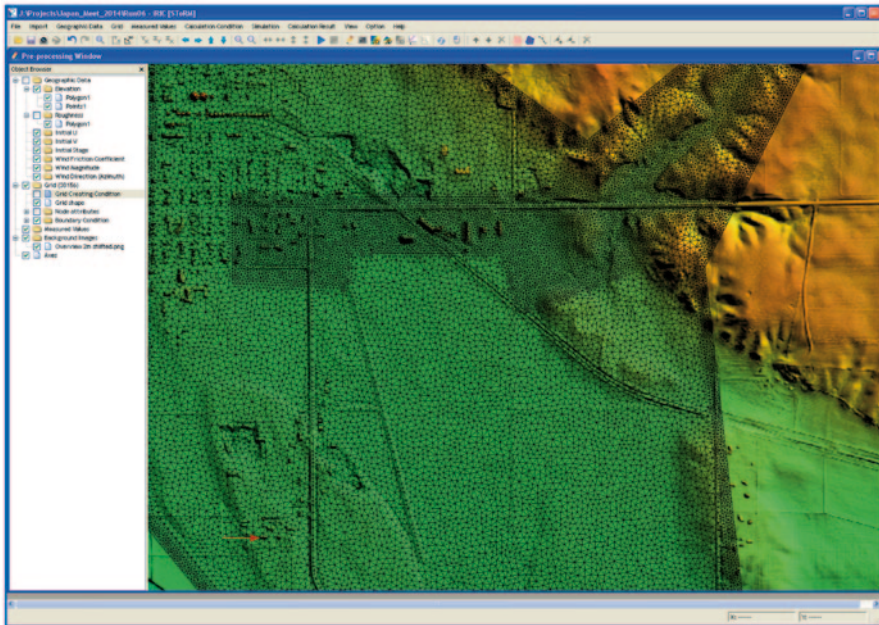 J:\Projects\Japan_Meet_2014\Run06 - iRIC [STORM]
File Import Geographic Data Grid Measured Values Calculation Condition Simulation Calculation Result View Option Help
Pre-processing Window
Object Browser
Geographic Data
Elevation
Polygon1
Points1
Roughness
Polygon1
Initial U
Initial V
Initial Stage
Wind Friction Coefficient
Wind Magnitude
Wind Direction (Azimuth)
Grid
Grid Creating Condition
Grid shape
Node attributes
Boundary Condition
Measured Values
Background Images
Overview 2m shifted.png
Axes
X:
Y: